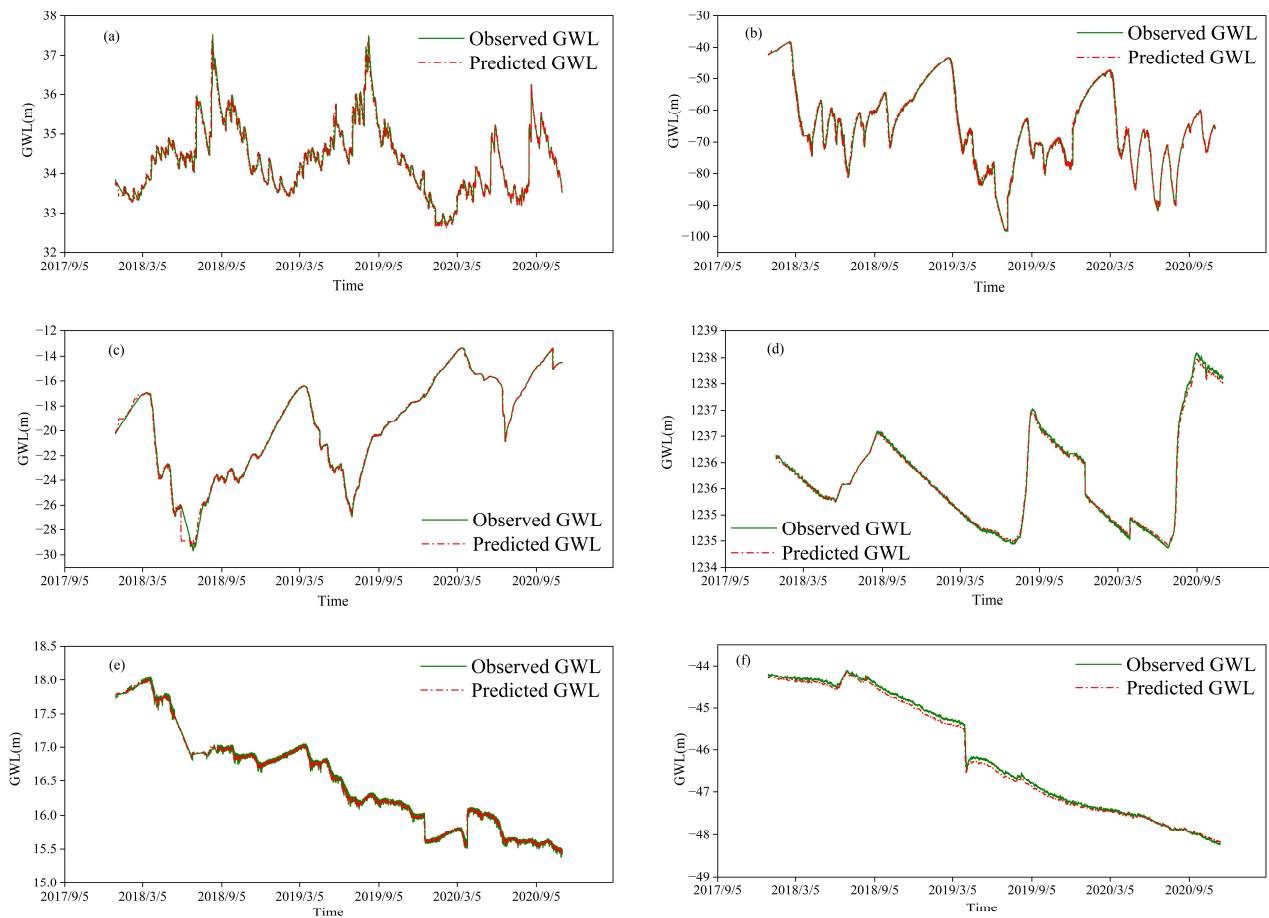 38
37
36
35
34
33
32
GWL(m)
(a)
Observed GWL
Predicted GWL
2017/9/5 2018/3/5 2018/9/5 2019/3/5 2019/9/5 2020/3/5 2020/9/5
Time
−30
−40
−50
−60
−70
−80
−90
−100
GWL(m)
(b)
Observed GWL
Predicted GWL
2017/9/5 2018/3/5 2018/9/5 2019/3/5 2019/9/5 2020/3/5 2020/9/5
Time
−12
−14
−16
−18
−20
−22
−24
−26
−28
−30
GWL(m)
(c)
Observed GWL
Predicted GWL
2017/9/5 2018/3/5 2018/9/5 2019/3/5 2019/9/5 2020/3/5 2020/9/5
Time
1239
1238
1238
1237
1237
1236
1236
1235
1235
1234
GWL(m)
(d)
Observed GWL
Predicted GWL
2017/9/5 2018/3/5 2018/9/5 2019/3/5 2019/9/5 2020/3/5 2020/9/5
Time
18.5
18.0
17.5
17.0
16.5
16.0
15.5
15.0
GWL(m)
(e)
Observed GWL
Predicted GWL
2017/9/5 2018/3/5 2018/9/5 2019/3/5 2019/9/5 2020/3/5 2020/9/5
Time
−44
−45
−46
−47
−48
−49
GWL(m)
(f)
Observed GWL
Predicted GWL
2017/9/5 2018/3/5 2018/9/5 2019/3/5 2019/9/5 2020/3/5 2020/9/5
Time